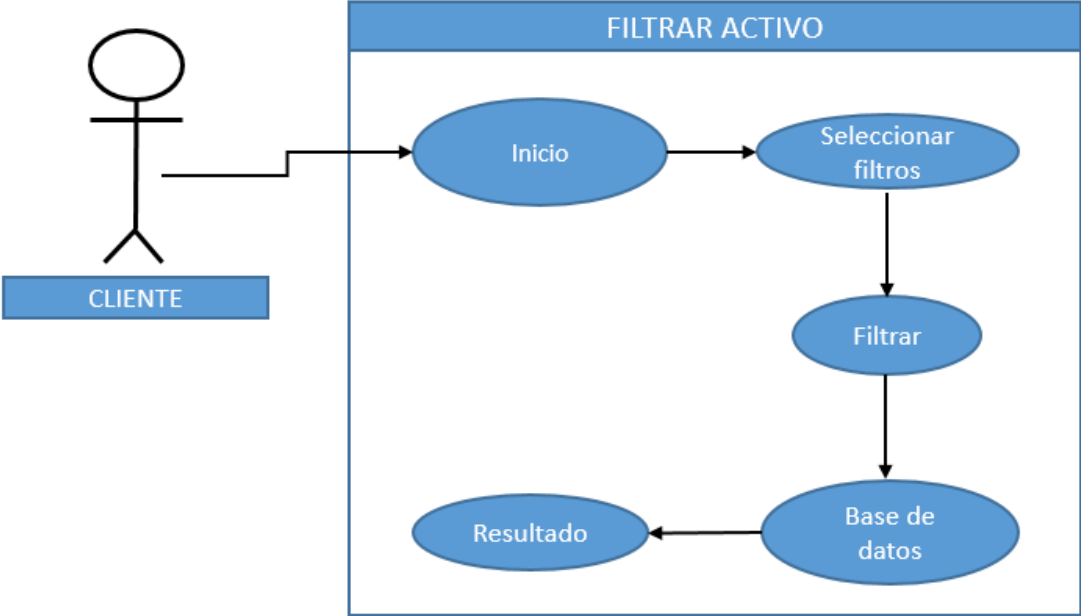 FILTRAR ACTIVO
Inicio
Seleccionar
filtros
CLIENTE
Filtrar
Base de
datos
Resultado